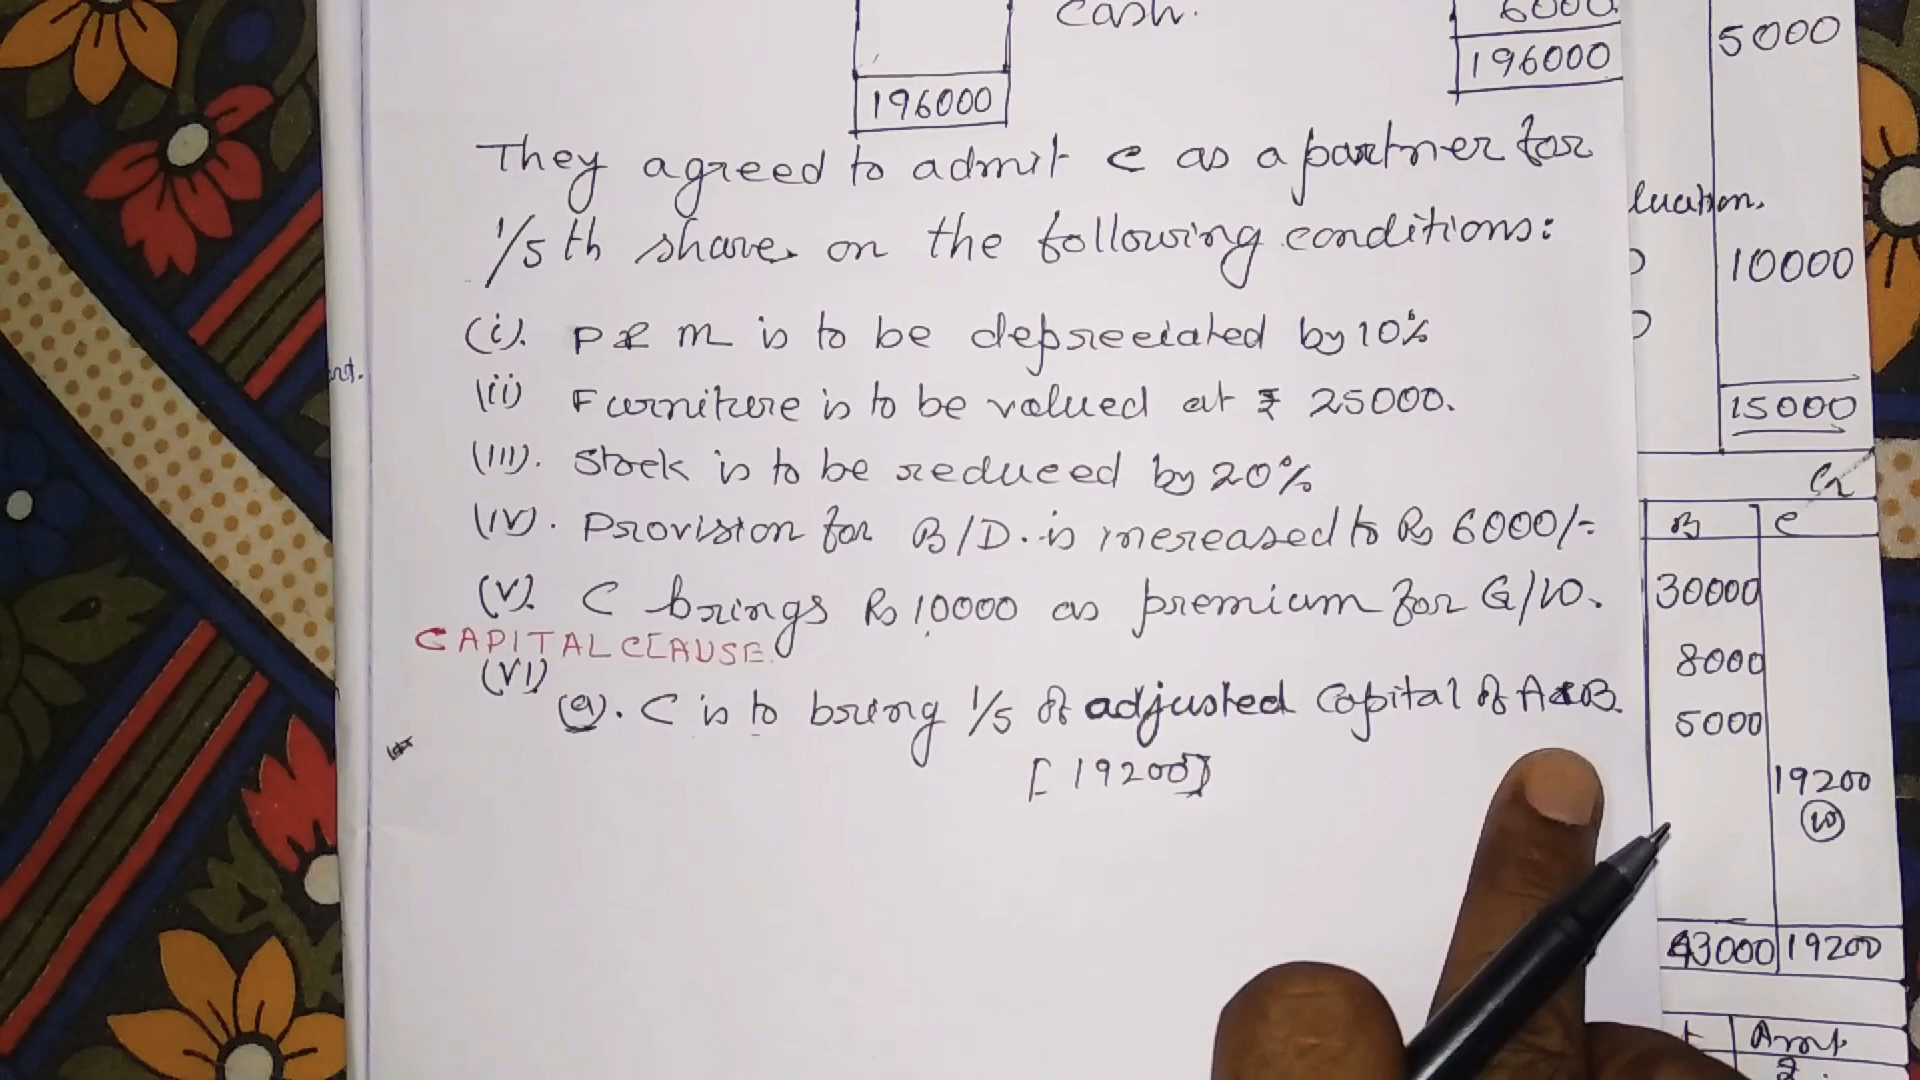 Cash.
6000.
196000
196000
They agreed to admit C as a partner for
1/5 th share on the following conditions:
(i). P & M is to be depreciated by 10%
(ii) Furniture is to be valued at ₹ 25000.
(III). Stock is to be reduced by 20%
(IV). Provision for B/D. is increased to Rs 6000/-
(V). C brings Rs 10000 as premium for G/W.
CAPITAL CLAUSE.
(VI)
(a). C is to bring 1/5 of adjusted Capital of A&B.
[19200]
5000
luation.
10000
15000
Cr
B C
30000
8000
5000
19200
43000 19200
Amt
₹